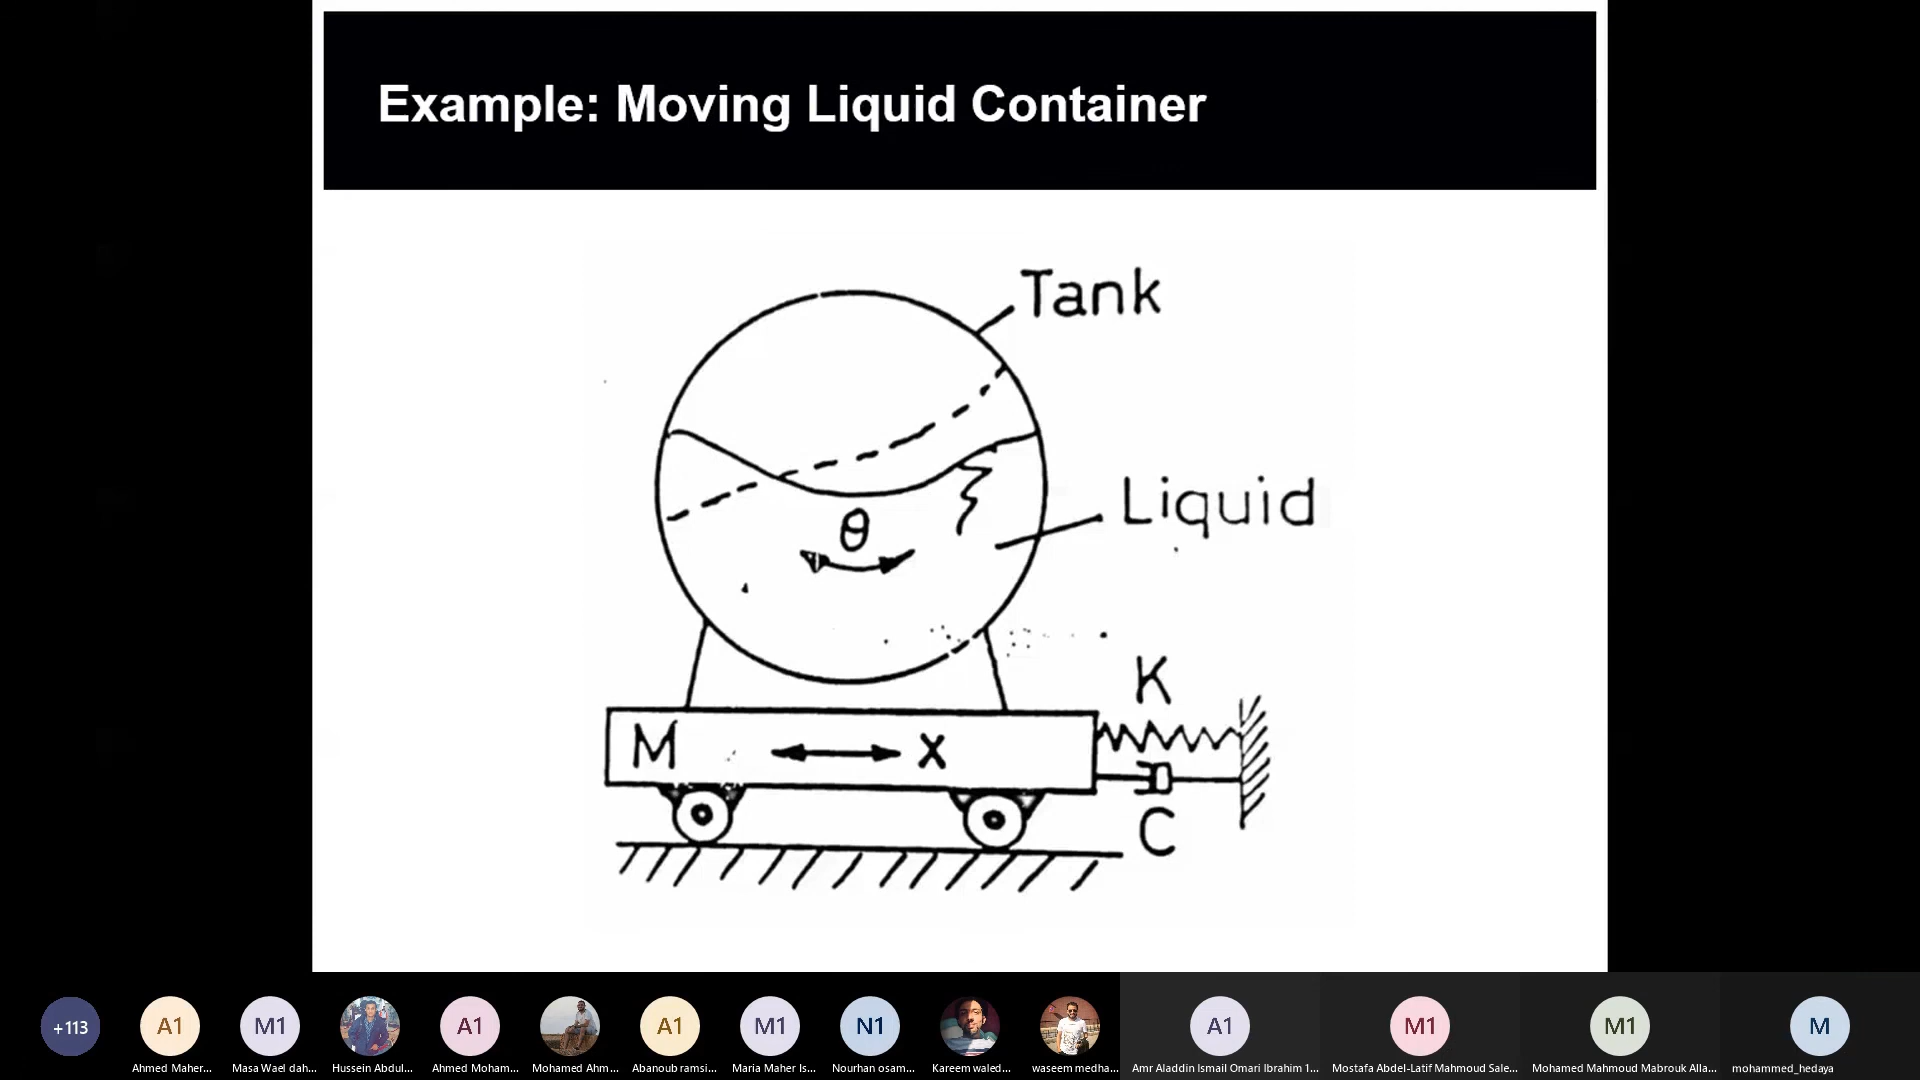 Example: Moving Liquid Container
Tank
Liquid
θ
K
M
X
C
+113
A1
M1
A1
A1
M1
N1
A1
M1
M1
M
Ahmed Maher...
Masa Wael dah...
Hussein Abdul...
Ahmed Moham...
Mohamed Ahm...
Abanoub ramsi...
Maria Maher Is...
Nourhan osam...
Kareem waled...
waseem medha...
Amr Aladdin Ismail Omari Ibrahim 1...
Mostafa Abdel-Latif Mahmoud Sale...
Mohamed Mahmoud Mabrouk Alla...
mohammed_hedaya